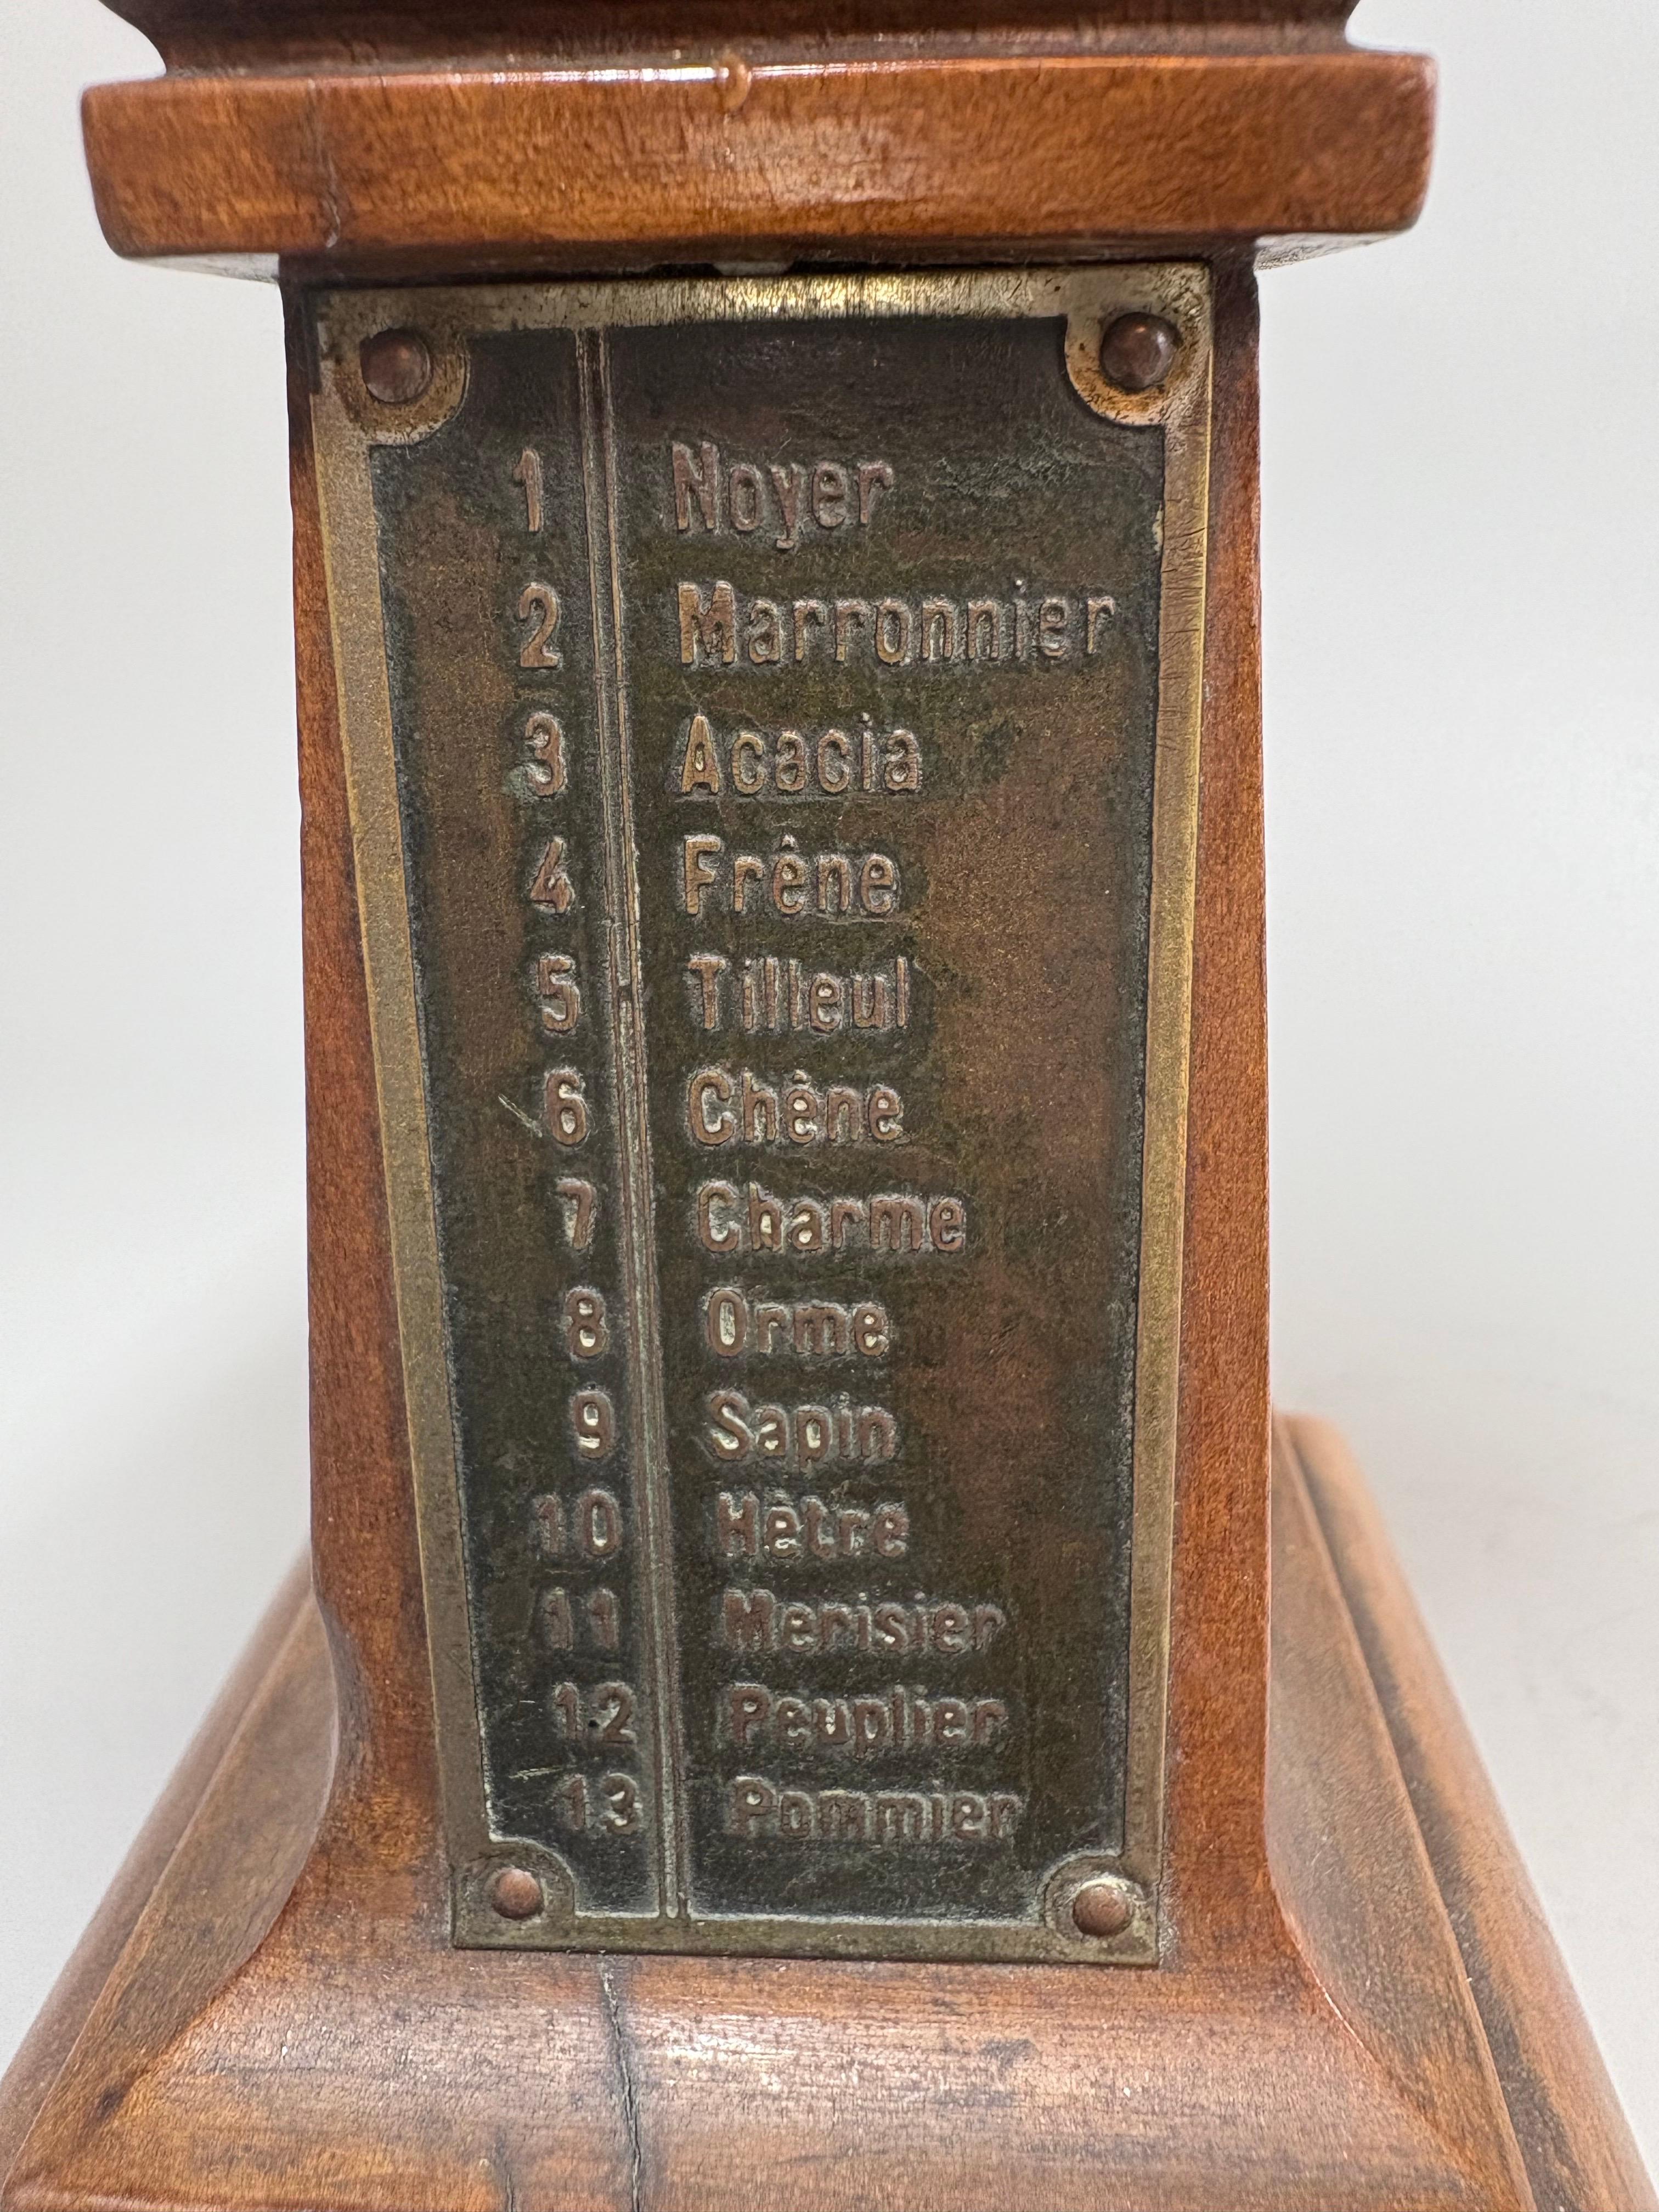 1 Noyer
2 Marronnier
3 Acacia
4 Frêne
5 Tilleul
6 Chêne
7 Charme
8 Orme
9 Sapin
10 Hêtre
11 Merisier
12 Peuplier
13 Pommier